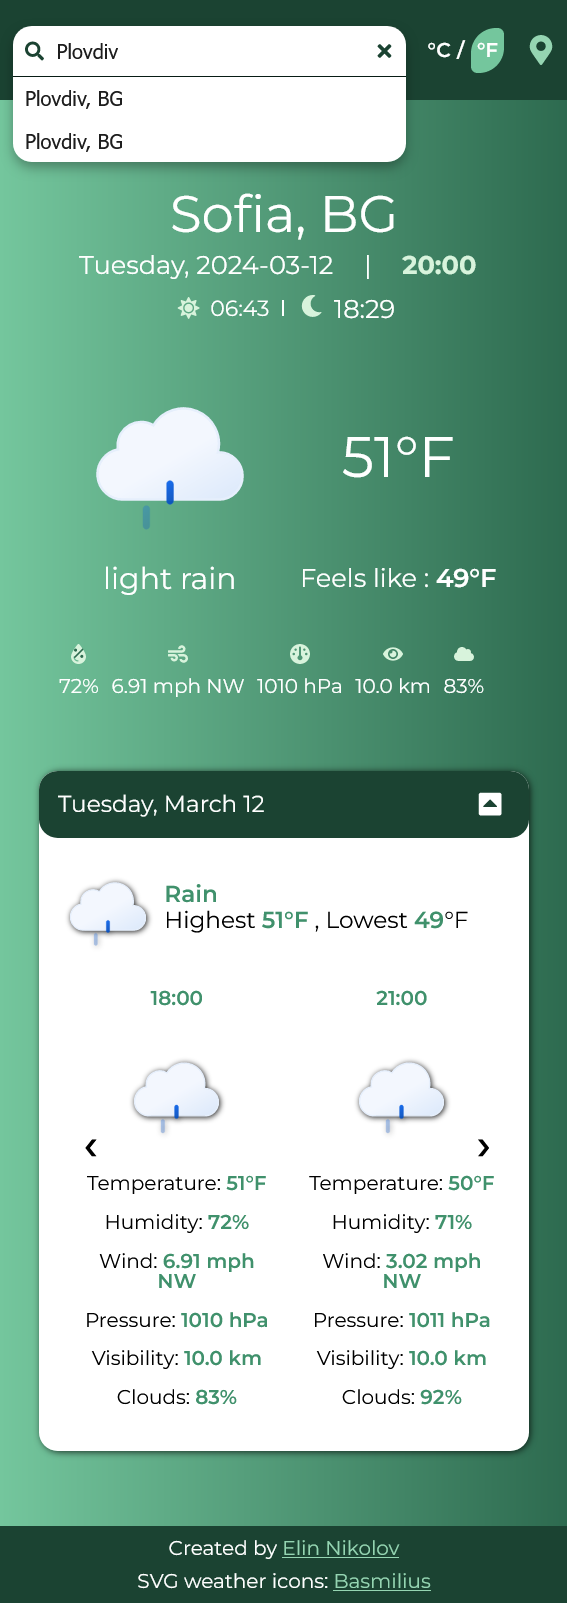 Plovdiv
°C / °F
Plovdiv, BG
Plovdiv, BG
Sofia, BG
Tuesday, 2024-03-12 | 20:00
06:43 I 18:29
51°F
light rain
Feels like : 49°F
72% 6.91 mph NW 1010 hPa 10.0 km 83%
Tuesday, March 12
Rain
Highest 51°F , Lowest 49°F
18:00
Temperature: 51°F
Humidity: 72%
Wind: 6.91 mph
NW
Pressure: 1010 hPa
Visibility: 10.0 km
Clouds: 83%
21:00
Temperature: 50°F
Humidity: 71%
Wind: 3.02 mph
NW
Pressure: 1011 hPa
Visibility: 10.0 km
Clouds: 92%
Created by Elin Nikolov
SVG weather icons: Basmilius